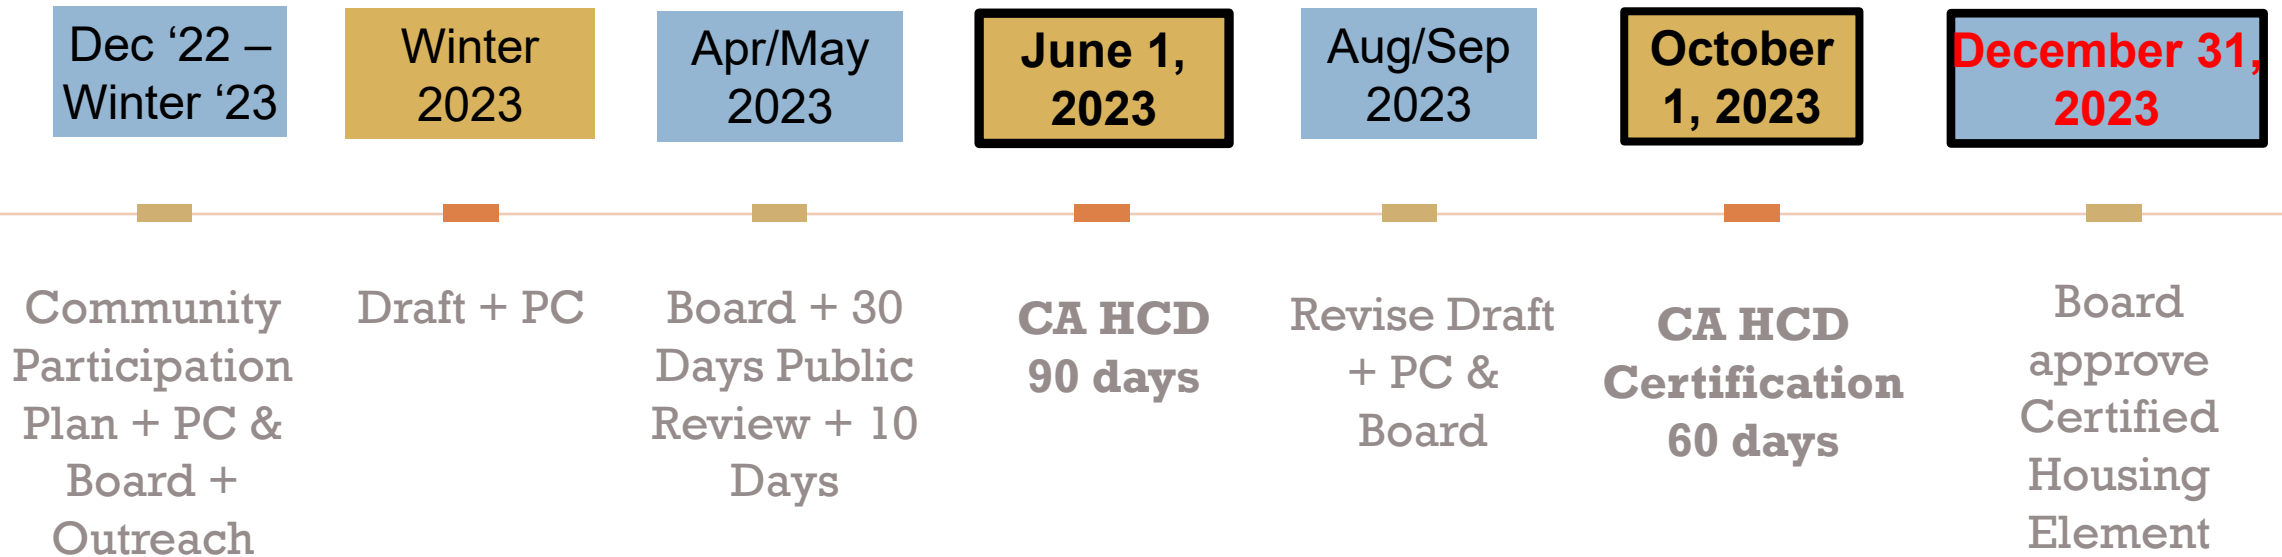 Dec ‘22 –
Winter ‘23
Winter
2023
Apr/May
2023
June 1,
2023
Aug/Sep
2023
October
1, 2023
December 31,
2023
Community
Participation
Plan + PC &
Board +
Outreach
Draft + PC
Board + 30
Days Public
Review + 10
Days
CA HCD
90 days
Revise Draft
+ PC &
Board
CA HCD
Certification
60 days
Board
approve
Certified
Housing
Element